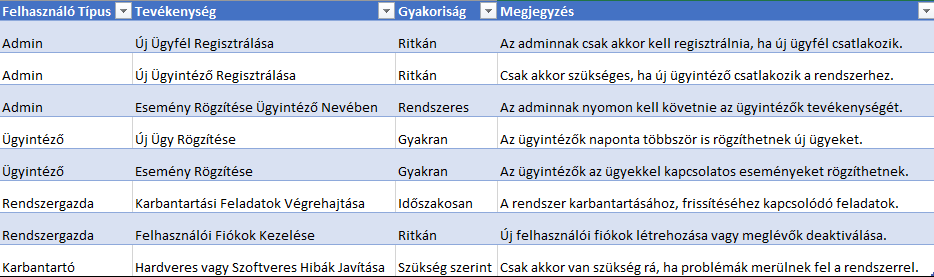 Felhasználó Típus Tevékenység Gyakoriság Megjegyzés
Admin Új Ügyfél Regisztrálása Ritkán Az adminnak csak akkor kell regisztrálnia, ha új ügyfél csatlakozik.
Admin Új Ügyintéző Regisztrálása Ritkán Csak akkor szükséges, ha új ügyintéző csatlakozik a rendszerhez.
Admin Esemény Rögzítése Ügyintéző Nevében Rendszeres Az adminnak nyomon kell követnie az ügyintézők tevékenységét.
Ügyintéző Új Ügy Rögzítése Gyakran Az ügyintézők naponta többször is rögzíthetnek új ügyeket.
Ügyintéző Esemény Rögzítése Gyakran Az ügyintézők az ügyekkel kapcsolatos eseményeket rögzíthetnek.
Rendszergazda Karbantartási Feladatok Végrehajtása Időszakosan A rendszer karbantartásához, frissítéséhez kapcsolódó feladatok.
Rendszergazda Felhasználói Fiókok Kezelése Ritkán Új felhasználói fiókok létrehozása vagy meglévők deaktiválása.
Karbantartó Hardveres vagy Szoftveres Hibák Javítása Szükség szerint Csak akkor van szükség rá, ha problémák merülnek fel a rendszerrel.